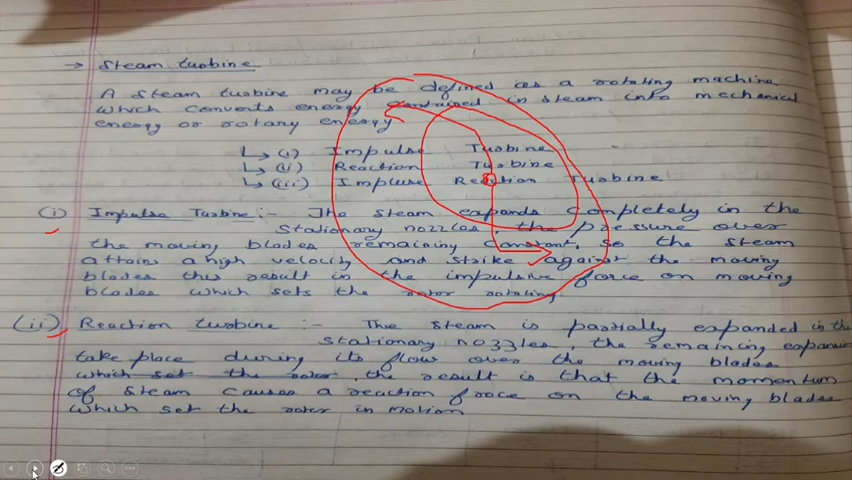 → Steam turbine
A steam turbine may be defined as a rotating machine
which converts energy contained in steam into mechanical
energy or rotary energy
↳ (i) Impulse Turbine
↳ (ii) Reaction Turbine
↳ (iii) Impluse Reaction Turbine
(i) Impulse Turbine :- The steam expands completely in the
stationary nozzles, the pressure over
the moving blades remaining constant, so the steam
attains a high velocity and strike against the moving
blades this result in the impulsive force on moving
blades which sets the rotor rotating.
(ii) Reaction turbine :- The steam is partially expanded in the
stationary nozzles, the remaining expansion
take place during its flow over the moving blades
which set the rotor, the result is that the momentum
of steam causes a reaction force on the moving blades
which set the rotor in motion